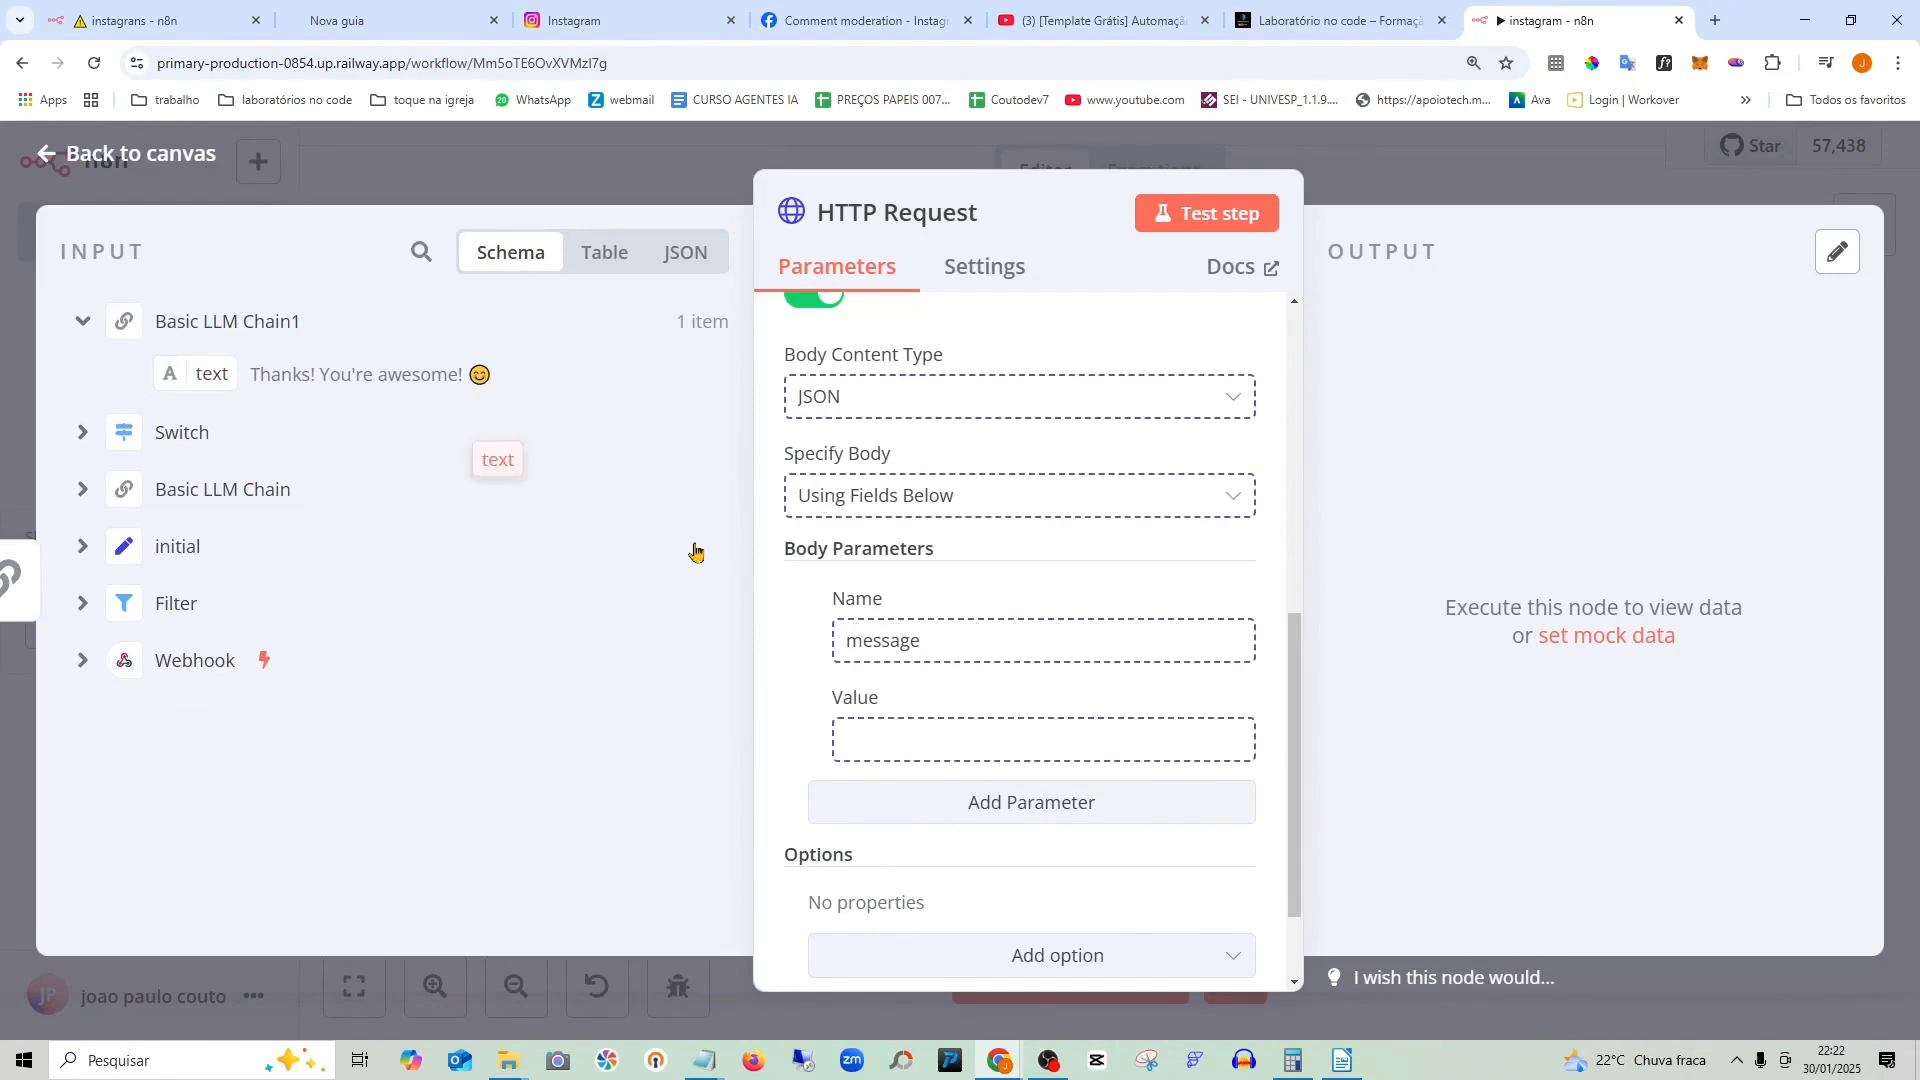 instagrans - n8n
Nova guia
Instagram
Comment moderation - Instag
(3) [Template Grátis] Automaçã
Laboratório no code – Formaçã
instagram - n8n
primary-production-0854.up.railway.app/workflow/Mm5oTE6OvXVMzI7g
Apps
trabalho
laboratórios no code
toque na igreja
WhatsApp
webmail
CURSO AGENTES IA
PREÇOS PAPEIS 007...
Coutodev7
www.youtube.com
SEI - UNIVESP_1.1.9....
https://apoiotech.m...
Ava
Login | Workover
Todos os favoritos
Back to canvas
n8n
Editor
Executions
Star
57,438
HTTP Request
Test step
INPUT
Schema
Table
JSON
Parameters
Settings
Docs
OUTPUT
Basic LLM Chain1
1 item
A text Thanks! You're awesome! 😊
Switch
text
Basic LLM Chain
initial
Filter
Webhook
Body Content Type
JSON
Specify Body
Using Fields Below
Body Parameters
Name
message
Value
Add Parameter
Options
No properties
Add option
Execute this node to view data
or set mock data
I wish this node would...
JP
joao paulo couto
Pesquisar
22°C Chuva fraca
22:22
30/01/2025